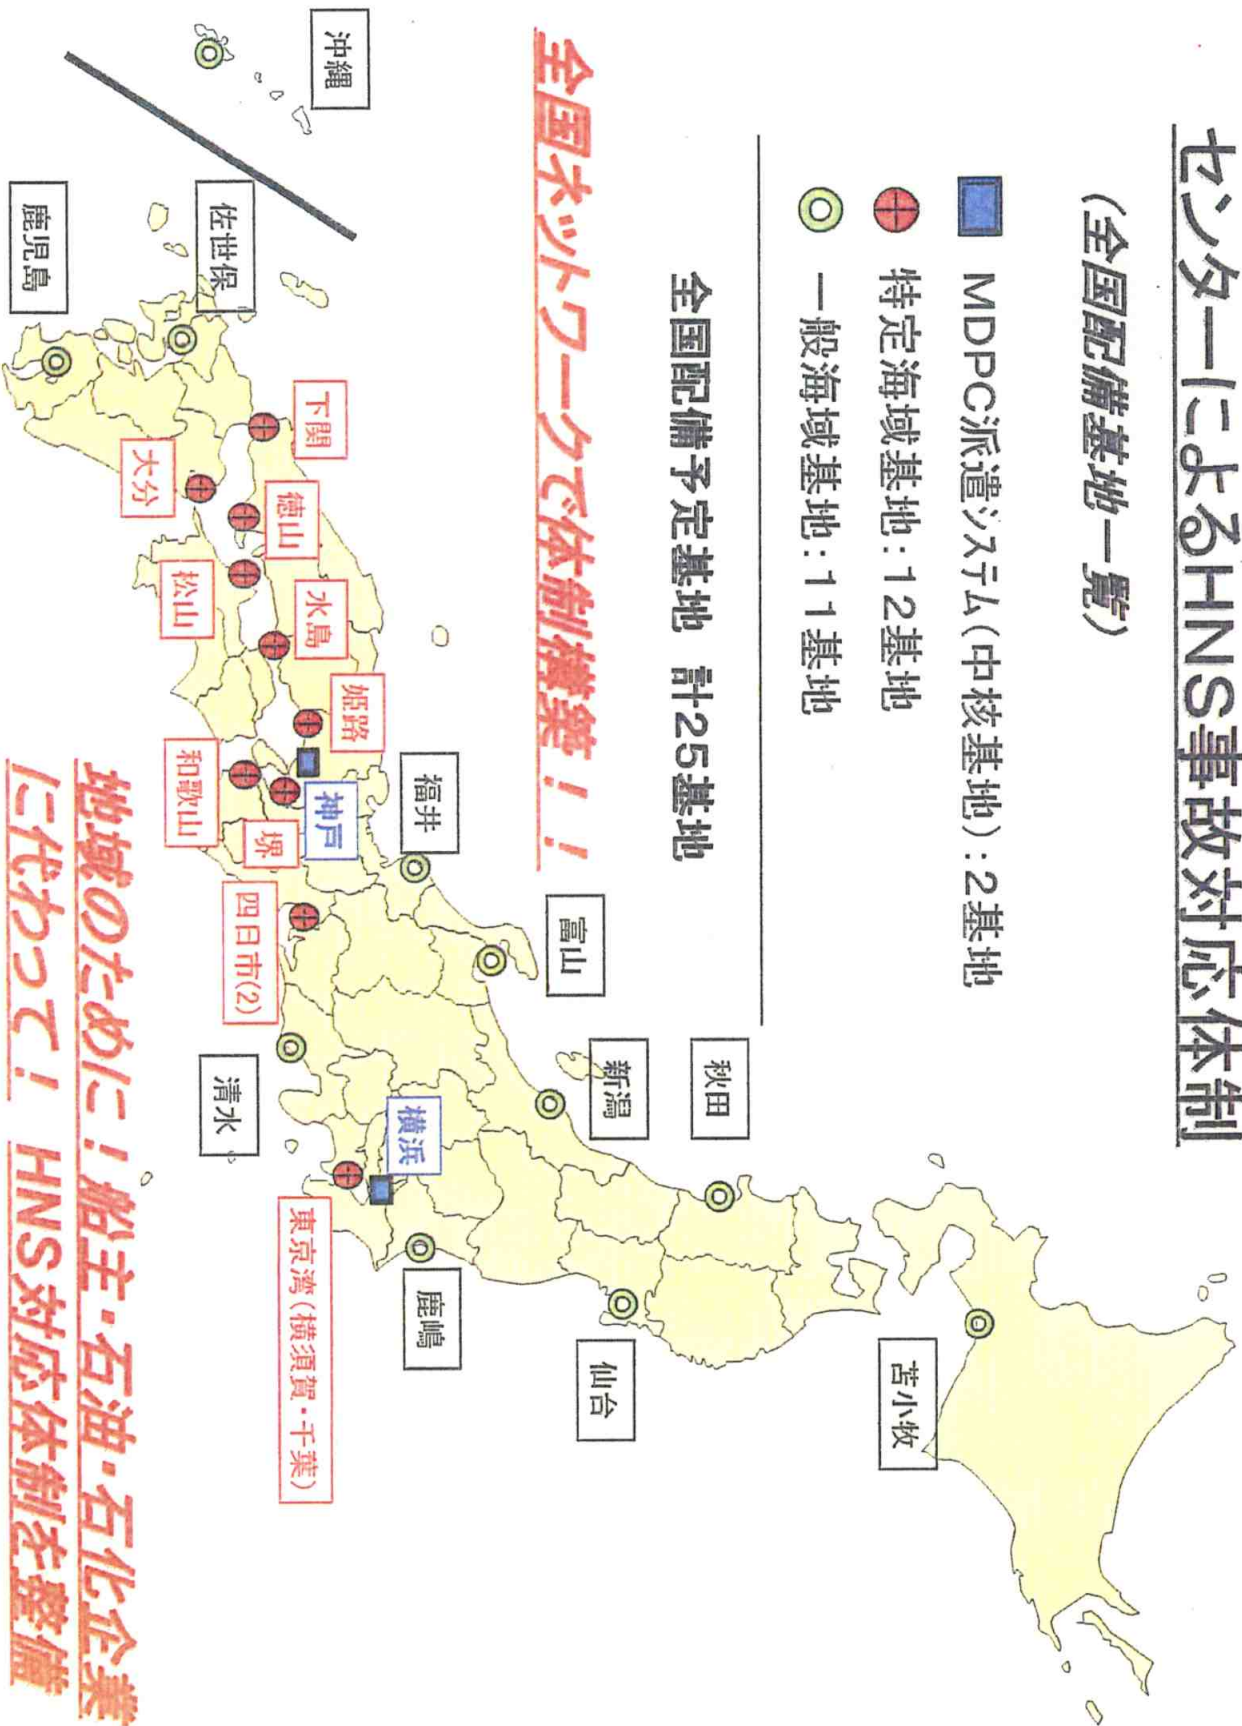 センターによるHNS事故対応体制
(全国配備基地一覧)
MDPC派遣システム(中核基地):2基地
特定海域基地:12基地
一般海域基地:11基地
全国配備予定基地 計25基地
全国ネットワークで体制構築!!
沖縄
佐世保
鹿児島
下関
大分
徳山
松山
水島
姫路
和歌山
堺
神戸
福井
四日市(2)
富山
清水
新潟
横浜
秋田
東京湾(横須賀・千葉)
鹿嶋
仙台
苫小牧
地域のために!船主・石油・石化企業
に代わって! HNS対応体制を整備